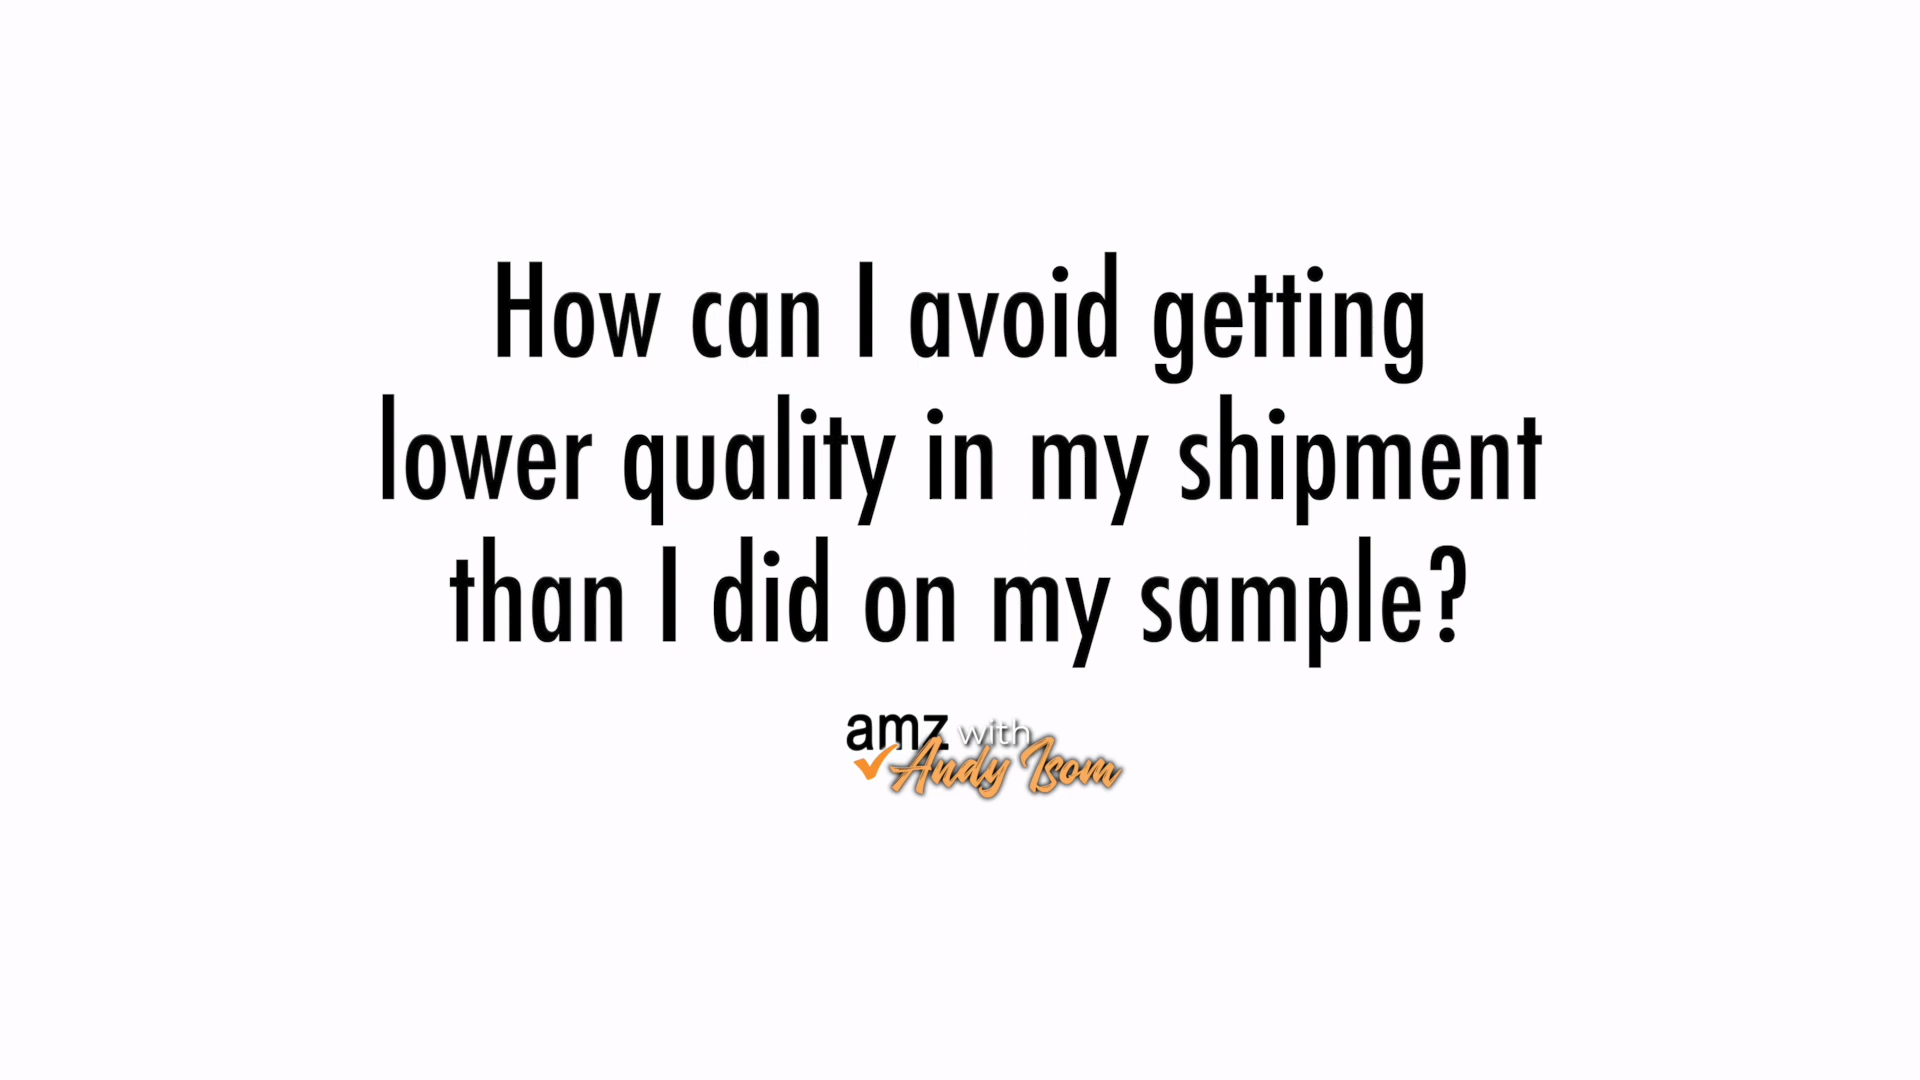 How can I avoid getting
lower quality in my shipment
than I did on my sample?
amz with
Andy Isom